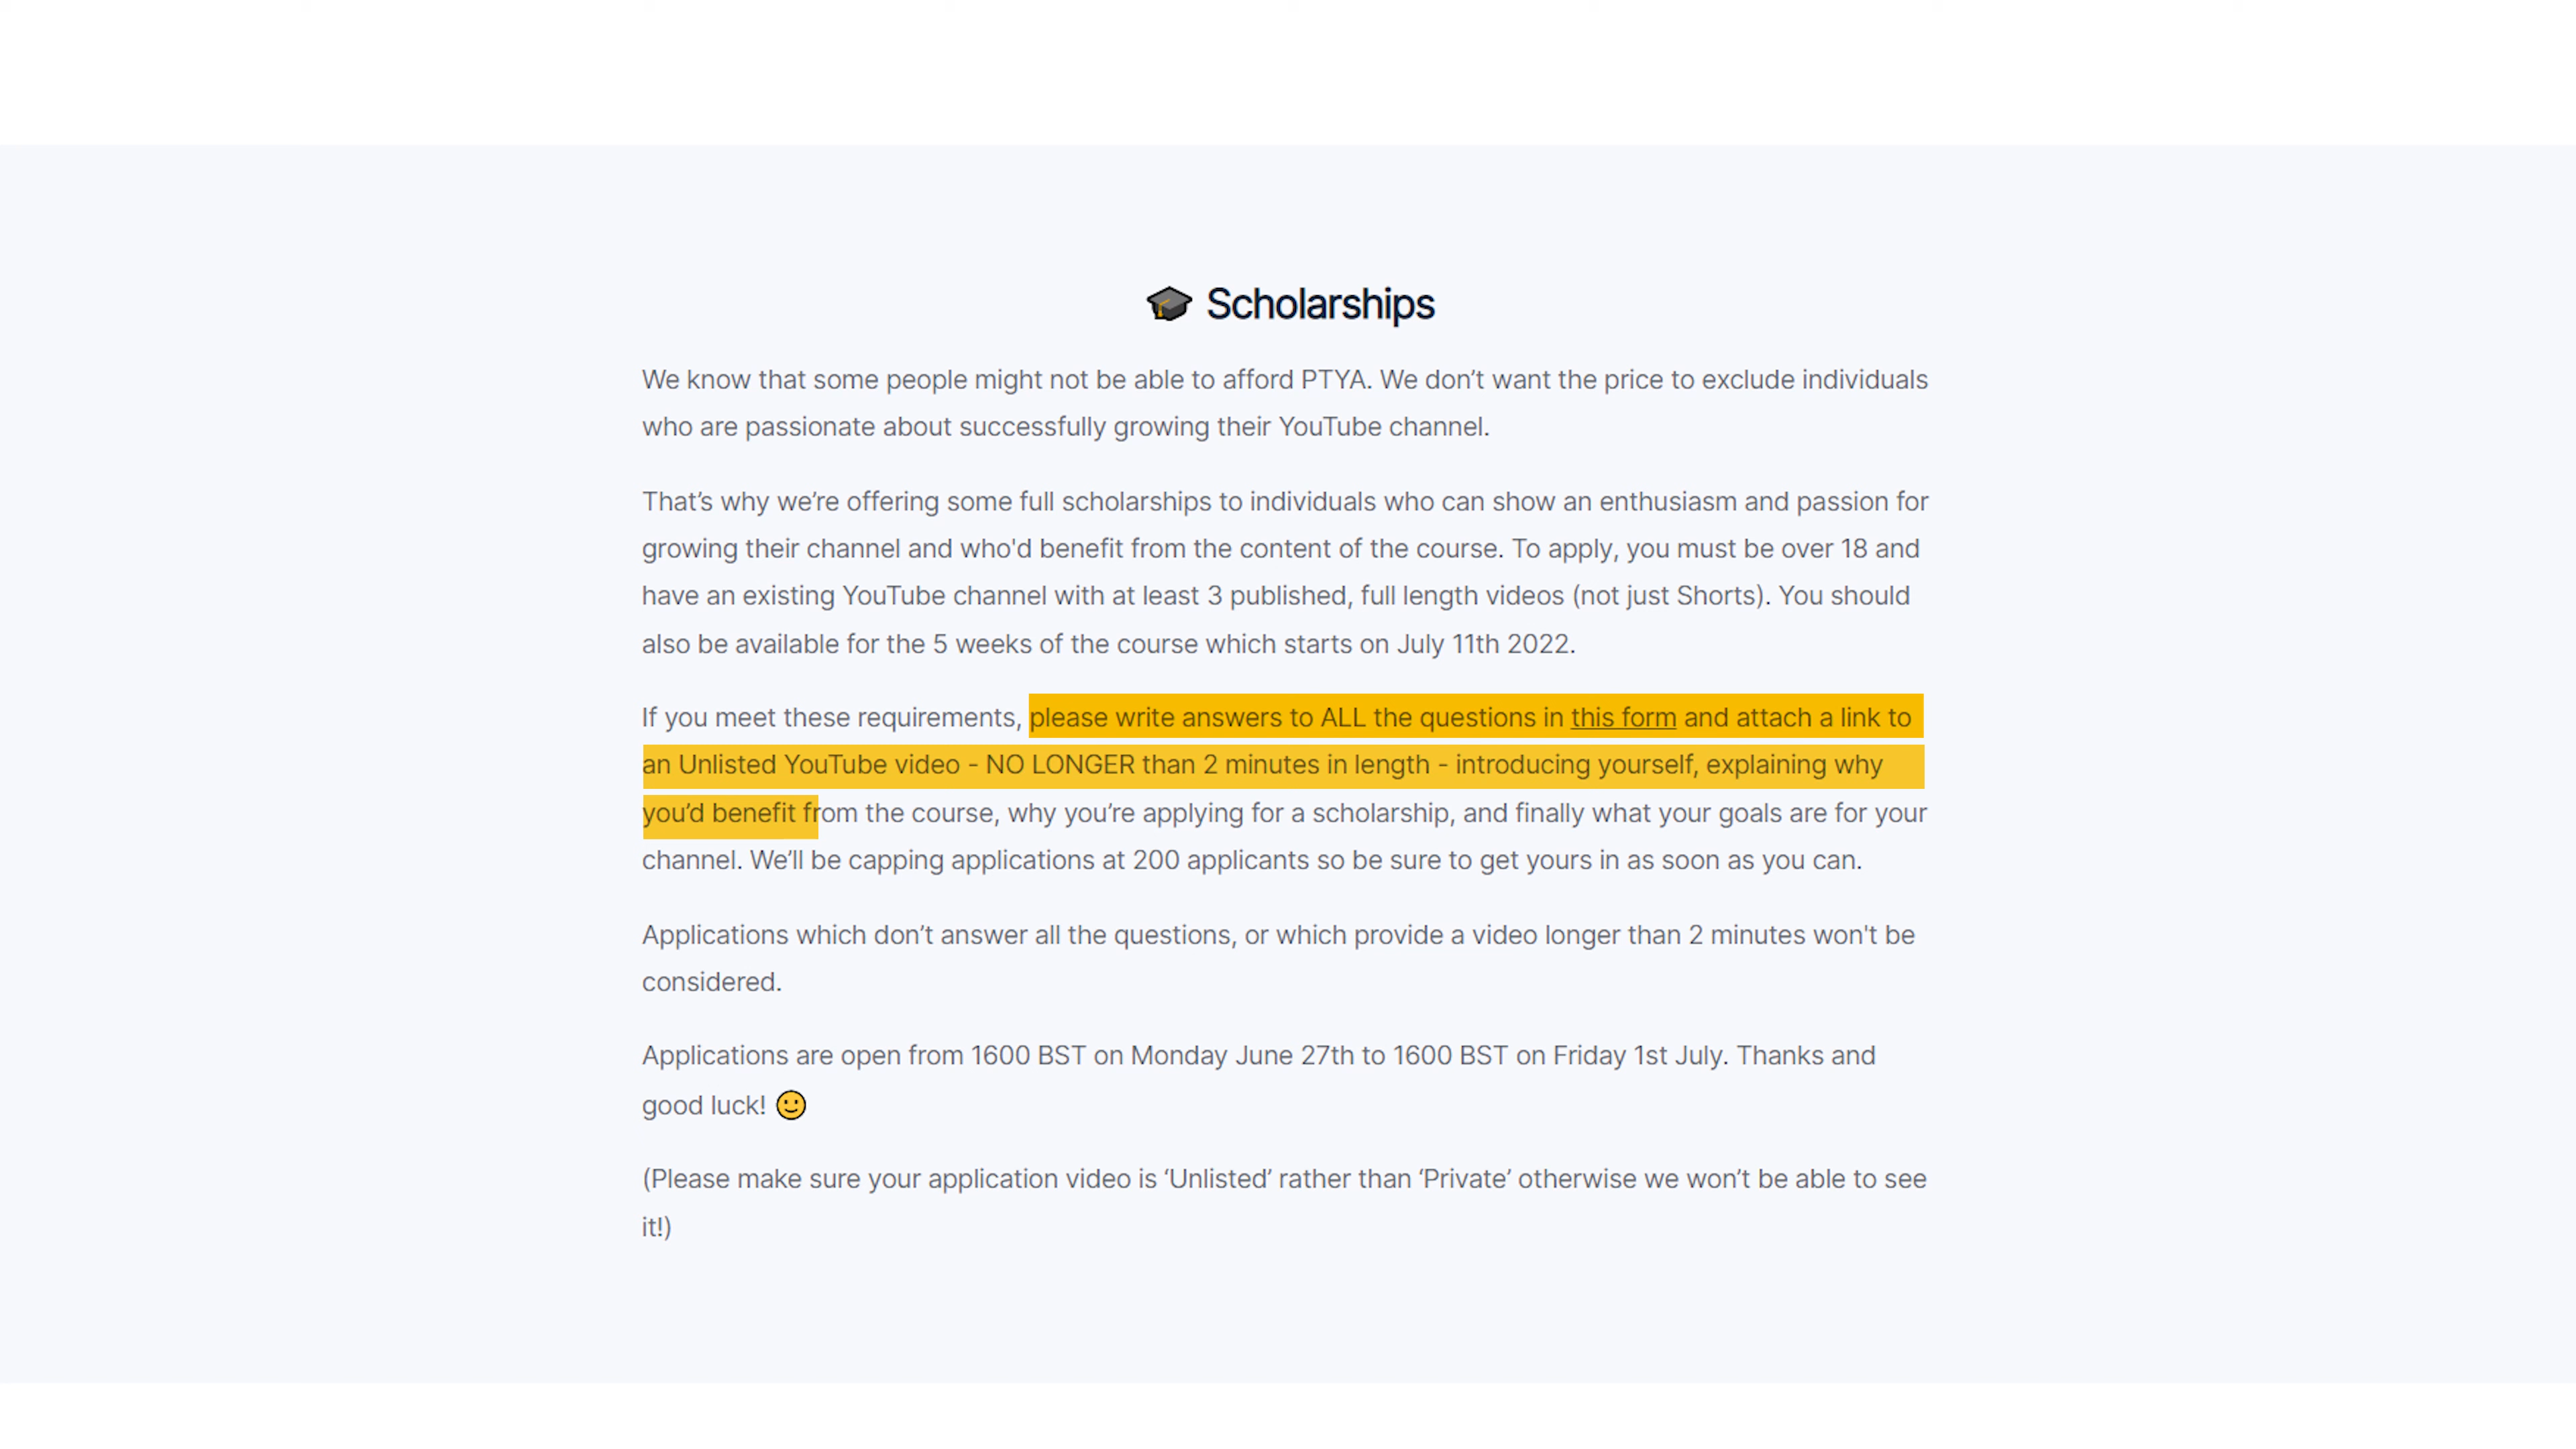 🎓 Scholarships
We know that some people might not be able to afford PTYA. We don’t want the price to exclude individuals
who are passionate about successfully growing their YouTube channel.
That’s why we’re offering some full scholarships to individuals who can show an enthusiasm and passion for
growing their channel and who'd benefit from the content of the course. To apply, you must be over 18 and
have an existing YouTube channel with at least 3 published, full length videos (not just Shorts). You should
also be available for the 5 weeks of the course which starts on July 11th 2022.
If you meet these requirements, please write answers to ALL the questions in this form and attach a link to
an Unlisted YouTube video - NO LONGER than 2 minutes in length - introducing yourself, explaining why
you’d benefit from the course, why you’re applying for a scholarship, and finally what your goals are for your
channel. We’ll be capping applications at 200 applicants so be sure to get yours in as soon as you can.
Applications which don’t answer all the questions, or which provide a video longer than 2 minutes won't be
considered.
Applications are open from 1600 BST on Monday June 27th to 1600 BST on Friday 1st July. Thanks and
good luck! 🙂
(Please make sure your application video is ‘Unlisted’ rather than ‘Private’ otherwise we won’t be able to see
it!)